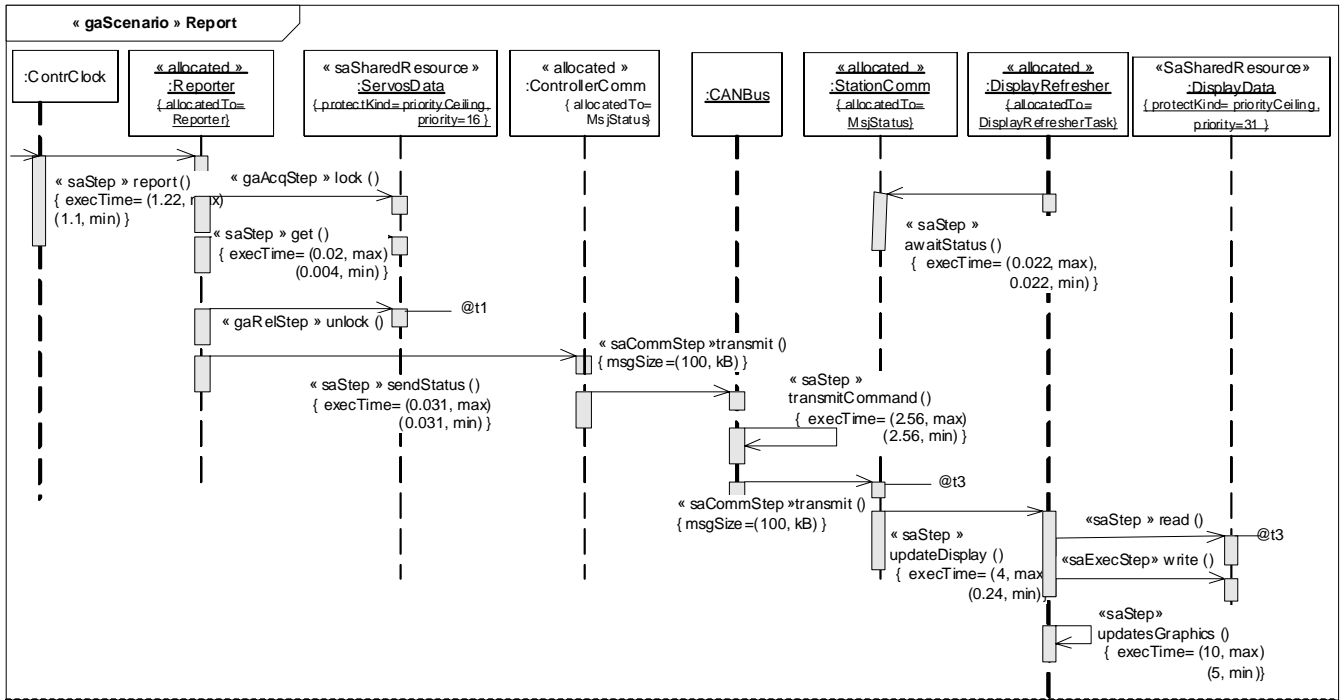 « gaScenario » Report
:ContrClock
« allocated »
:Reporter
{ allocatedTo=
Reporter}
« saSharedResource »
:ServosData
{ protectKind= priorityCeiling,
priority=16 }
« allocated »
:ControllerComm
{ allocatedTo=
MsjStatus}
:CANBus
« allocated »
:StationComm
{ allocatedTo=
MsjStatus}
« allocated »
:DisplayRefresher
{ allocatedTo=
DisplayRefresherTask}
«SaSharedResource»
:DisplayData
{ protectKind= priorityCeiling,
priority=31 }
« saStep » report()
{ execTime= (1.22, max)
(1.1, min) }
« gaAcqStep » lock ()
« saStep » get ()
{ execTime= (0.02, max)
(0.004, min) }
« saStep »
awaitStatus ()
{ execTime= (0.022, max),
0.022, min) }
@t1
« gaRelStep » unlock ()
« saCommStep »transmit ()
{ msgSize=(100, kB) }
« saStep » sendStatus ()
{ execTime= (0.031, max)
(0.031, min) }
« saStep »
transmitCommand ()
{ execTime= (2.56, max)
(2.56, min) }
@t3
« saCommStep »transmit ()
{ msgSize=(100, kB) }
« saStep »
updateDisplay ()
{ execTime= (4, max
(0.24, min)}
«saStep » read ()
@t3
«saExecStep» write ()
«saStep»
updatesGraphics ()
{ execTime= (10, max)
(5, min)}